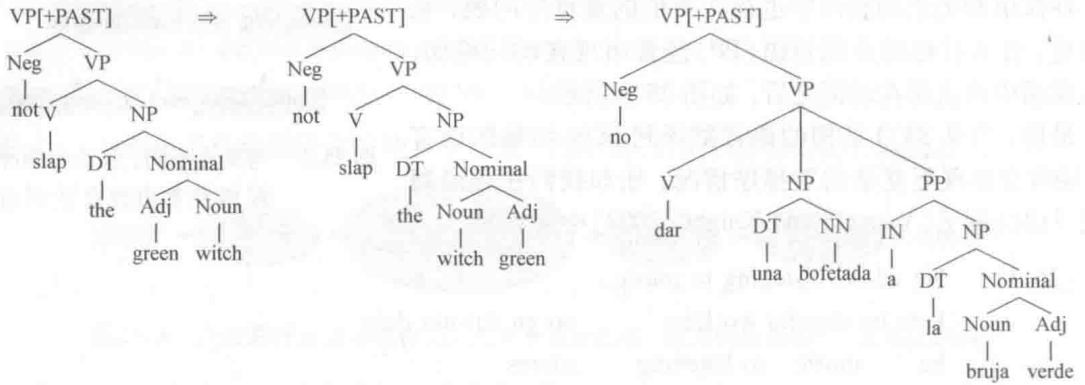 VP[+PAST] ⇒ VP[+PAST] ⇒ VP[+PAST]
Neg VP
not V NP
slap DT Nominal
the Adj Noun
green witch
Neg VP
not V NP
slap DT Nominal
the Noun Adj
witch green
Neg VP
no V NP PP
dar DT NN IN NP
una bofetada a DT Nominal
la Noun Adj
bruja verde